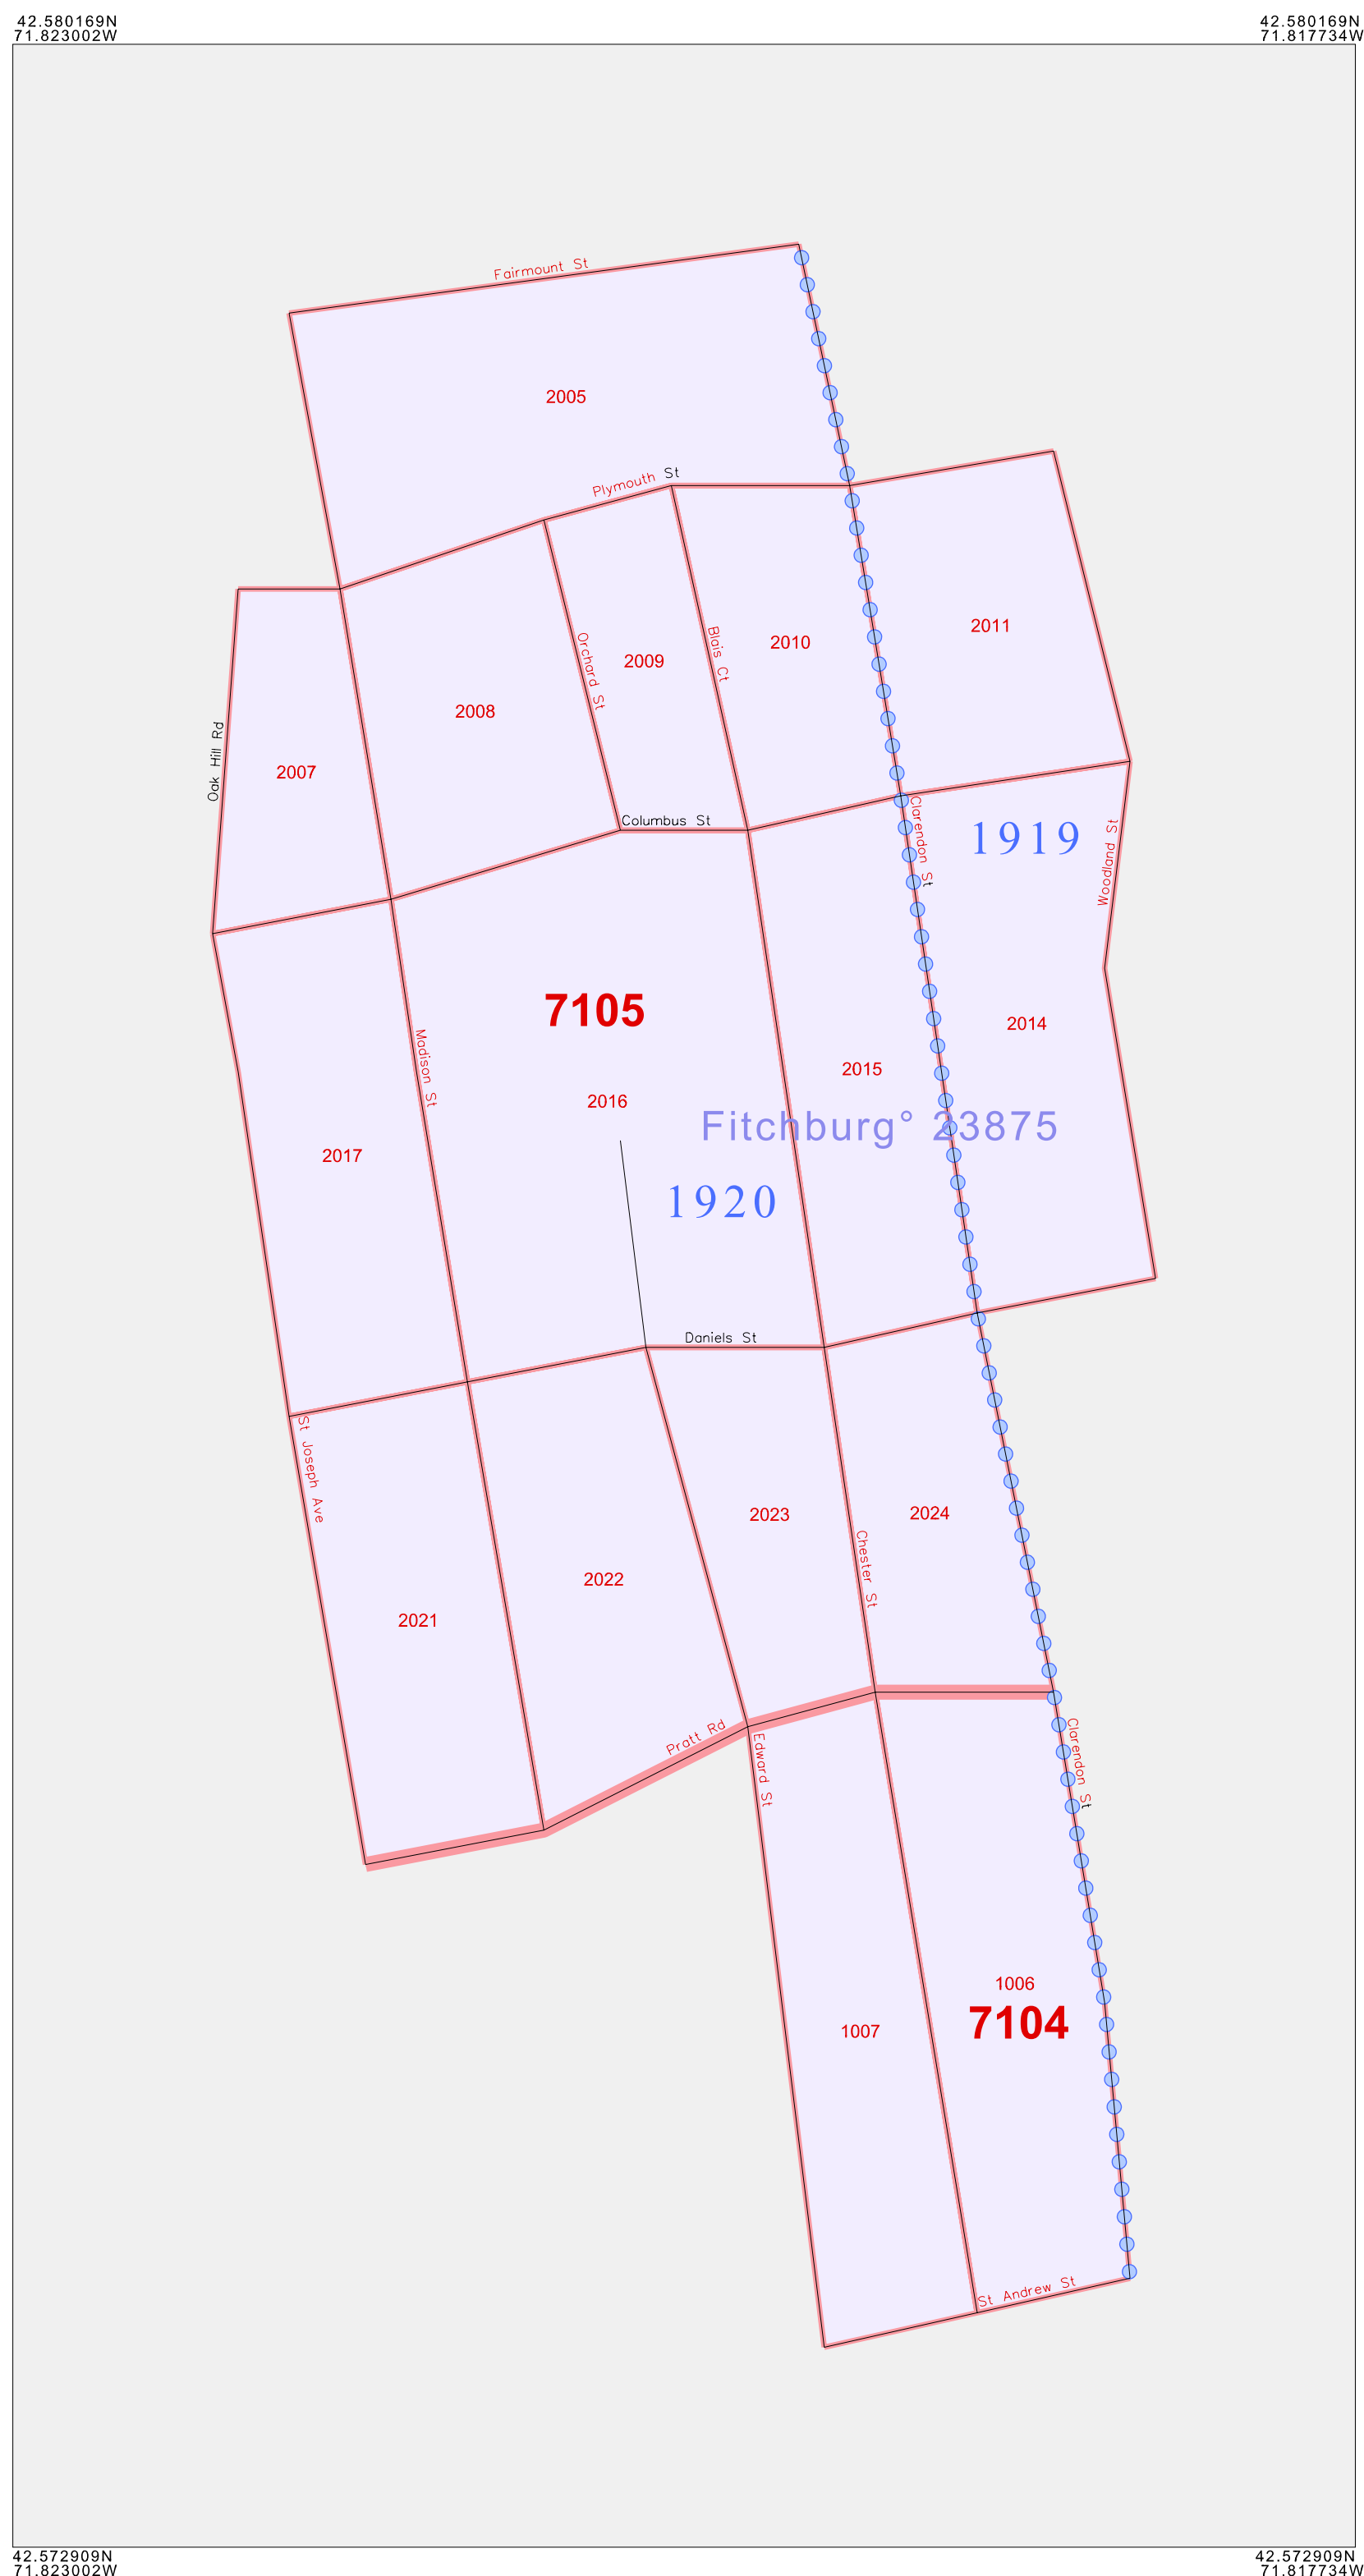 42.580169N
71.823002W
42.580169N
71.817734W
Fairmount St
2005
Plymouth St
Orchard St
2009
Blais Ct
2010
2011
2008
Oak Hill Rd
2007
Columbus St
Clarendon St
1919
Woodland St
7105
Madison St
2014
2015
2016
Fitchburg° 23875
2017
1920
Daniels St
St Joseph Ave
2023
2024
Chester St
2022
2021
Pratt Rd
Edward St
Clarendon St
1006
7104
1007
St Andrew St
42.572909N
71.823002W
42.572909N
71.817734W